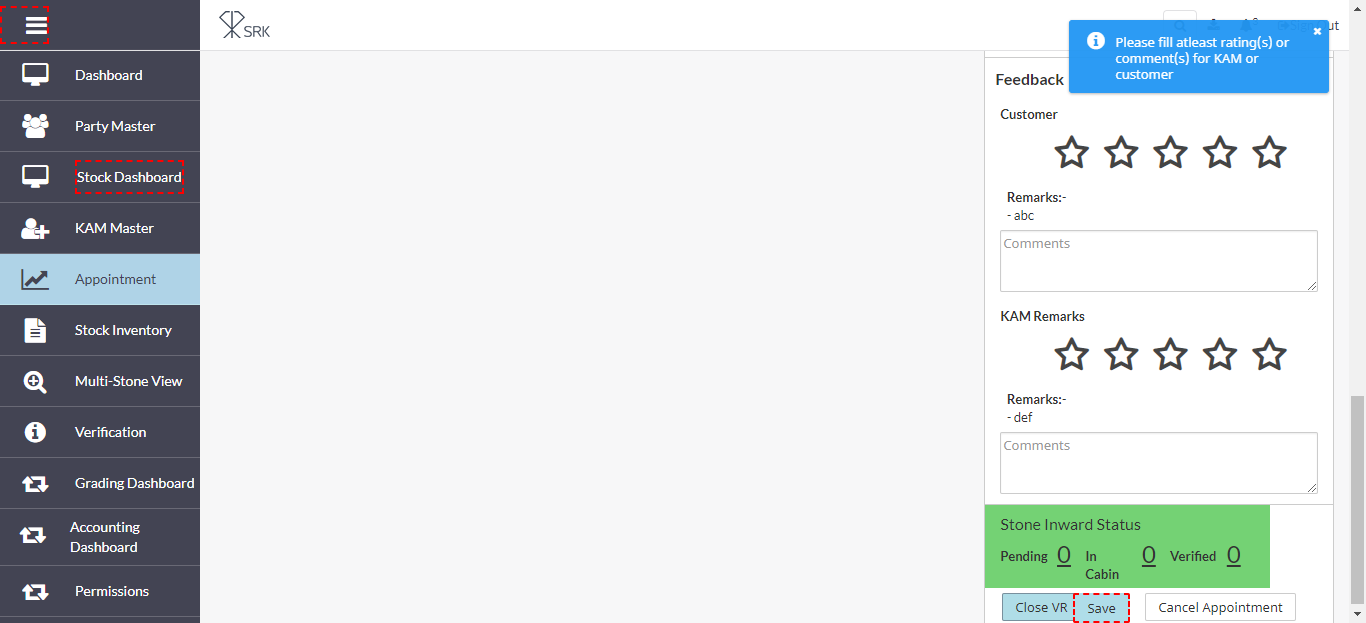 SRK
Dashboard
Party Master
Stock Dashboard
KAM Master
Appointment
Stock Inventory
Multi-Stone View
Verification
Grading Dashboard
Accounting
Dashboard
Permissions
Please fill atleast rating(s) or
comment(s) for KAM or
customer
Feedback
Customer
Remarks:-
- abc
Comments
KAM Remarks
Remarks:-
- def
Comments
Stone Inward Status
Pending 0 In Cabin 0 Verified 0
Close VR Save Cancel Appointment